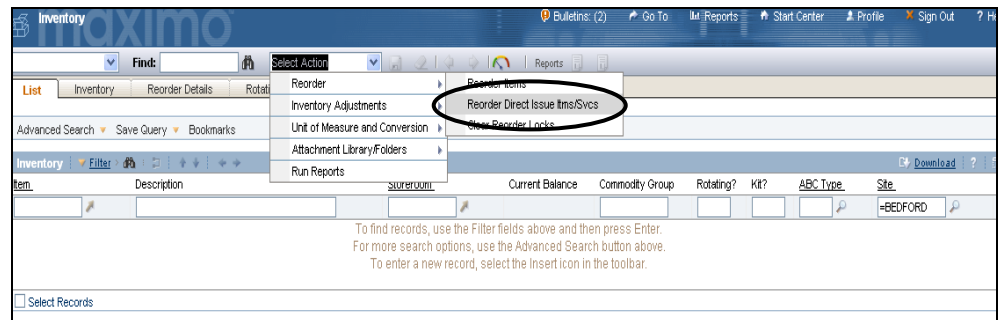 Inventory
maximo
Bulletins: (2) Go To Reports Start Center Profile Sign Out ? H
Find: Select Action Reports
List Inventory Reorder Details Rotati
Reorder Reorder Items
Inventory Adjustments Reorder Direct Issue Itms/Svcs
Unit of Measure and Conversion Clear Reorder Locks
Attachment Library/Folders
Run Reports
Advanced Search Save Query Bookmarks
Inventory Filter Download ?
Item Description Storeroom Current Balance Commodity Group Rotating? Kit? ABC Type Site
=BEDFORD
To find records, use the Filter fields above and then press Enter.
For more search options, use the Advanced Search button above.
To enter a new record, select the Insert icon in the toolbar.
Select Records